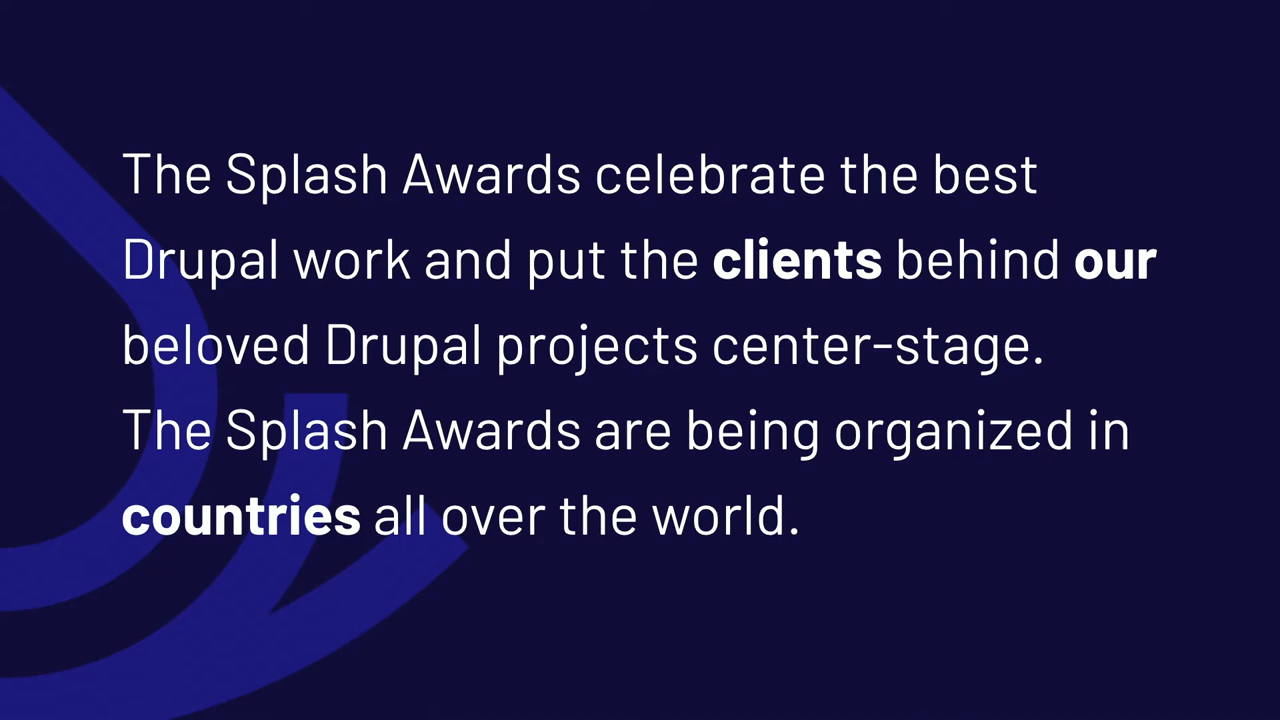 The Splash Awards celebrate the best
Drupal work and put the clients behind our
beloved Drupal projects center-stage.
The Splash Awards are being organized in
countries all over the world.